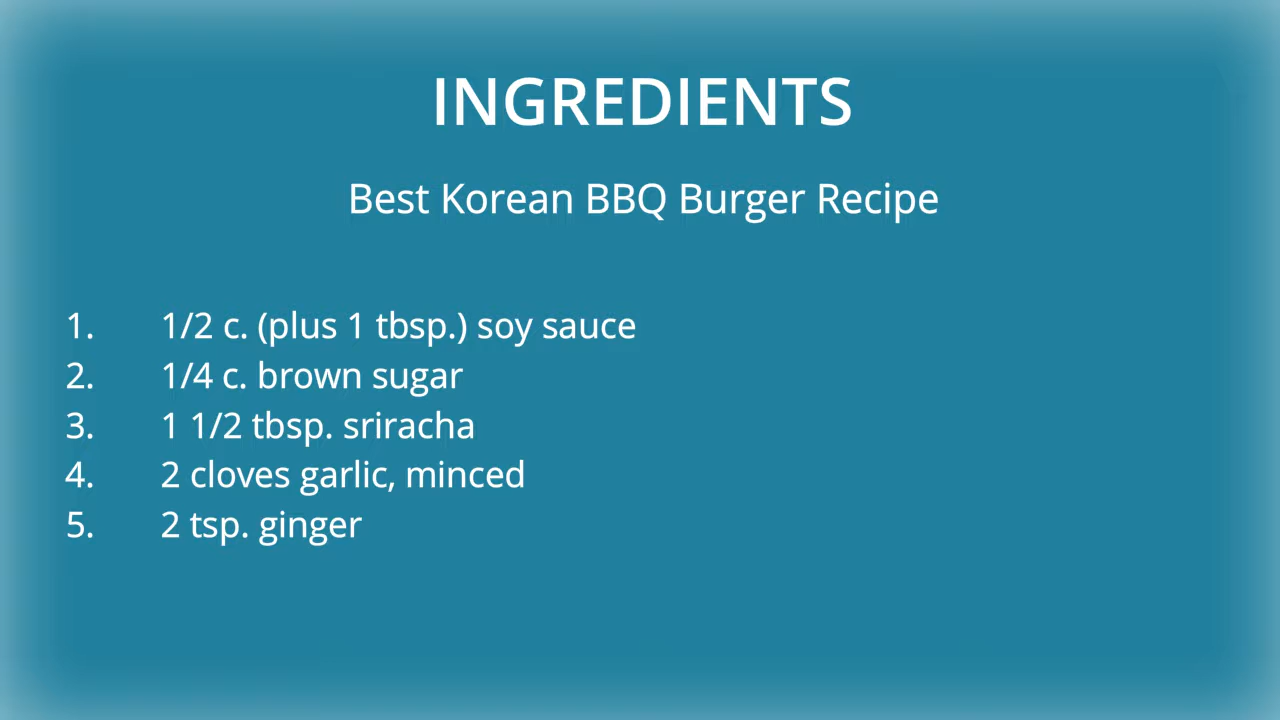 INGREDIENTS
Best Korean BBQ Burger Recipe
1. 1/2 c. (plus 1 tbsp.) soy sauce
2. 1/4 c. brown sugar
3. 1 1/2 tbsp. sriracha
4. 2 cloves garlic, minced
5. 2 tsp. ginger